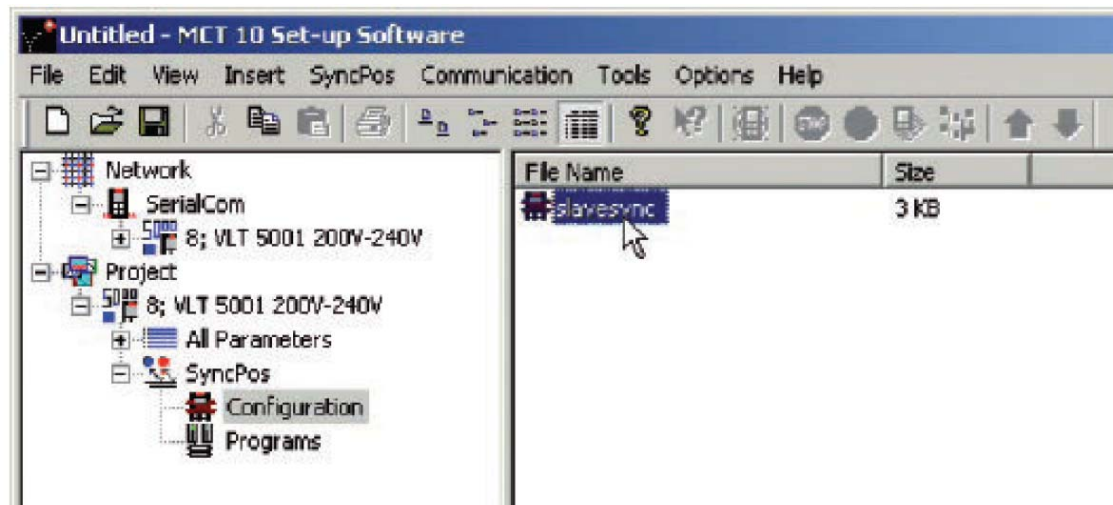 Untitled - MCT 10 Set-up Software
File Edit View Insert SyncPos Communication Tools Options Help
Network
SerialCom
8; VLT 5001 200V-240V
Project
8; VLT 5001 200V-240V
All Parameters
SyncPos
Configuration
Programs
File Name Size
slavesync 3 KB